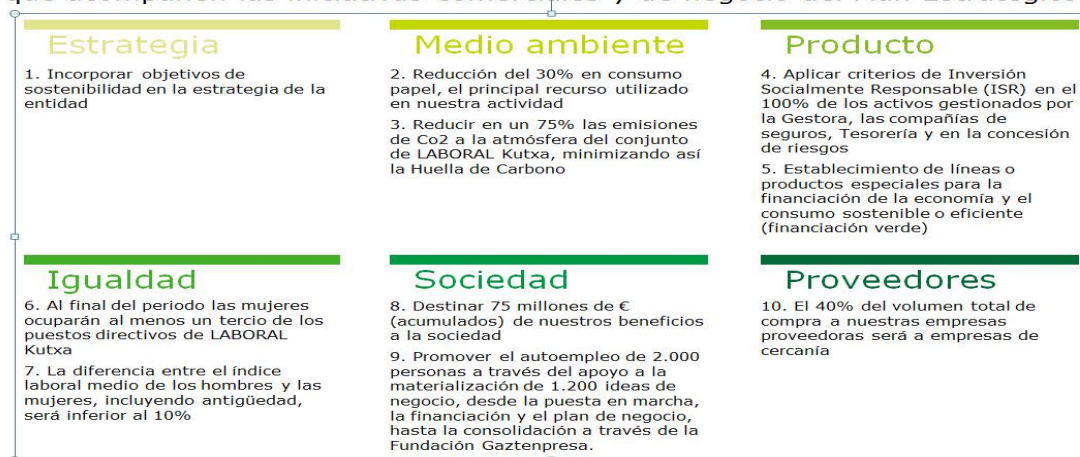 que acompañen las iniciativas comerciales y de negocio del Plan Estratégico
Estrategia
1. Incorporar objetivos de
sostenibilidad en la estrategia de la
entidad
Medio ambiente
2. Reducción del 30% en consumo
papel, el principal recurso utilizado
en nuestra actividad
3. Reducir en un 75% las emisiones
de Co2 a la atmósfera del conjunto
de LABORAL Kutxa, minimizando así
la Huella de Carbono
Producto
4. Aplicar criterios de Inversión
Socialmente Responsable (ISR) en el
100% de los activos gestionados por
la Gestora, las compañías de
seguros, Tesorería y en la concesión
de riesgos
5. Establecimiento de líneas o
productos especiales para la
financiación de la economía y el
consumo sostenible o eficiente
(financiación verde)
Igualdad
6. Al final del periodo las mujeres
ocuparán al menos un tercio de los
puestos directivos de LABORAL
Kutxa
7. La diferencia entre el índice
laboral medio de los hombres y las
mujeres, incluyendo antigüedad,
será inferior al 10%
Sociedad
8. Destinar 75 millones de €
(acumulados) de nuestros beneficios
a la sociedad
9. Promover el autoempleo de 2.000
personas a través del apoyo a la
materialización de 1.200 ideas de
negocio, desde la puesta en marcha,
la financiación y el plan de negocio,
hasta la consolidación a través de la
Fundación Gaztenpresa.
Proveedores
10. El 40% del volumen total de
compra a nuestras empresas
proveedoras será a empresas de
cercanía